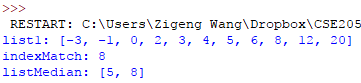 >>>
RESTART: C:\Users\Zigeng Wang\Dropbox\CSE205
list1: [-3, -1, 0, 2, 3, 4, 5, 6, 8, 12, 20]
indexMatch: 8
listMedian: [5, 8]